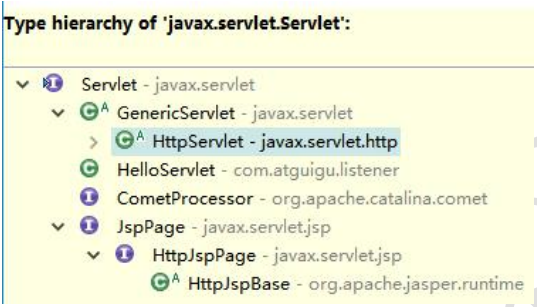 Type hierarchy of 'javax.servlet.Servlet':
Servlet - javax.servlet
GenericServlet - javax.servlet
HttpServlet - javax.servlet.http
HelloServlet - com.atguigu.listener
CometProcessor - org.apache.catalina.comet
JspPage - javax.servlet.jsp
HttpJspPage - javax.servlet.jsp
HttpJspBase - org.apache.jasper.runtime